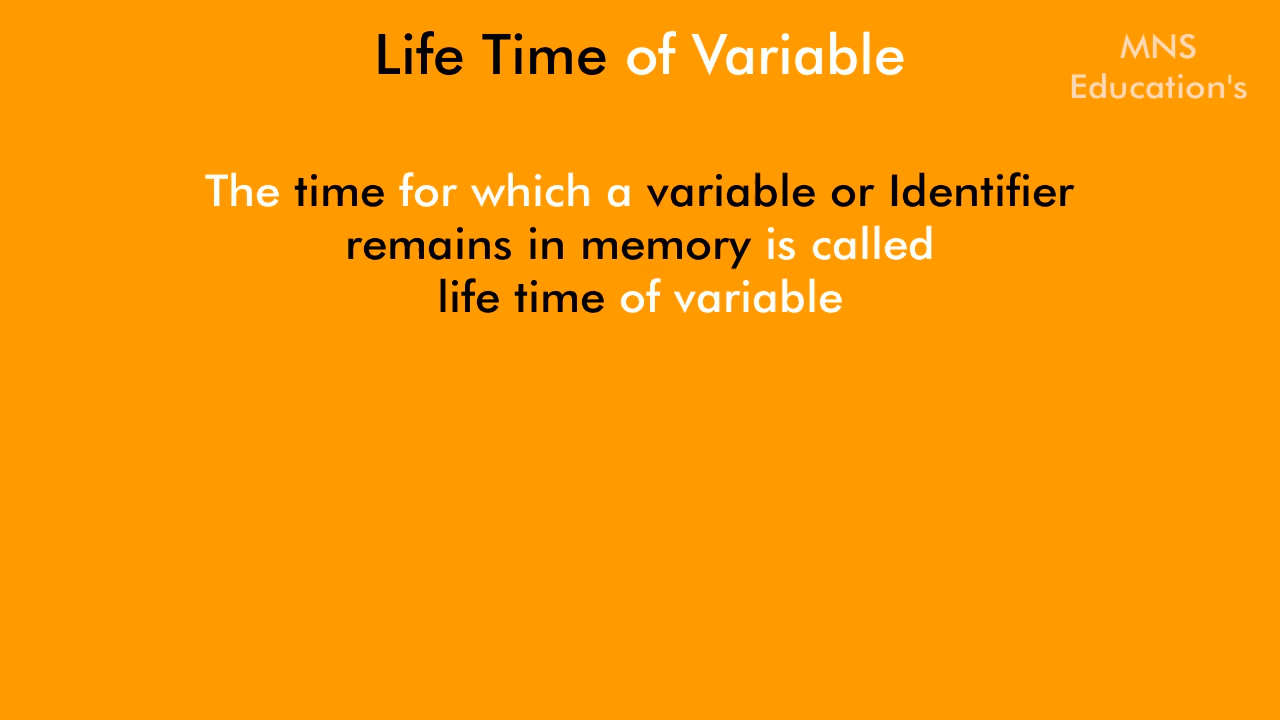 Life Time of Variable
MNS
Education's
The time for which a variable or Identifier
remains in memory is called
life time of variable